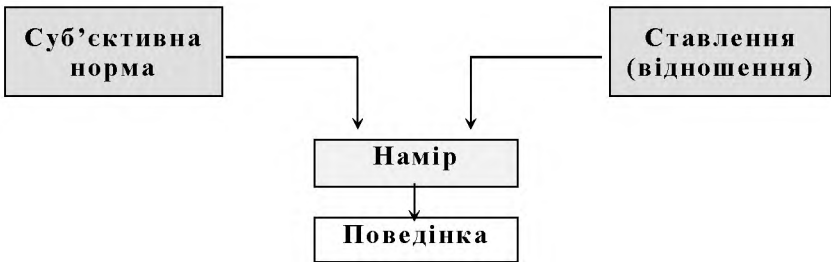 Суб’єктивна
норма
Ставлення
(відношення)
Намір
Поведінка